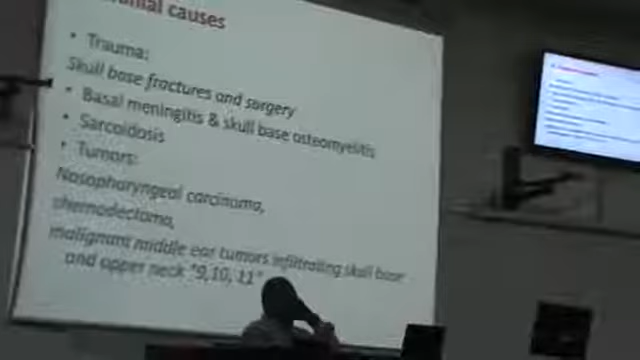 causes
• Trauma:
Skull base fractures and surgery
• Basal meningitis & skull base osteomyelitis
• Sarcoidosis
• Tumors:
Nasopharyngeal carcinoma,
chemodectoma,
malignant middle ear tumors infiltrating skull base
and upper neck "9,10, 11"